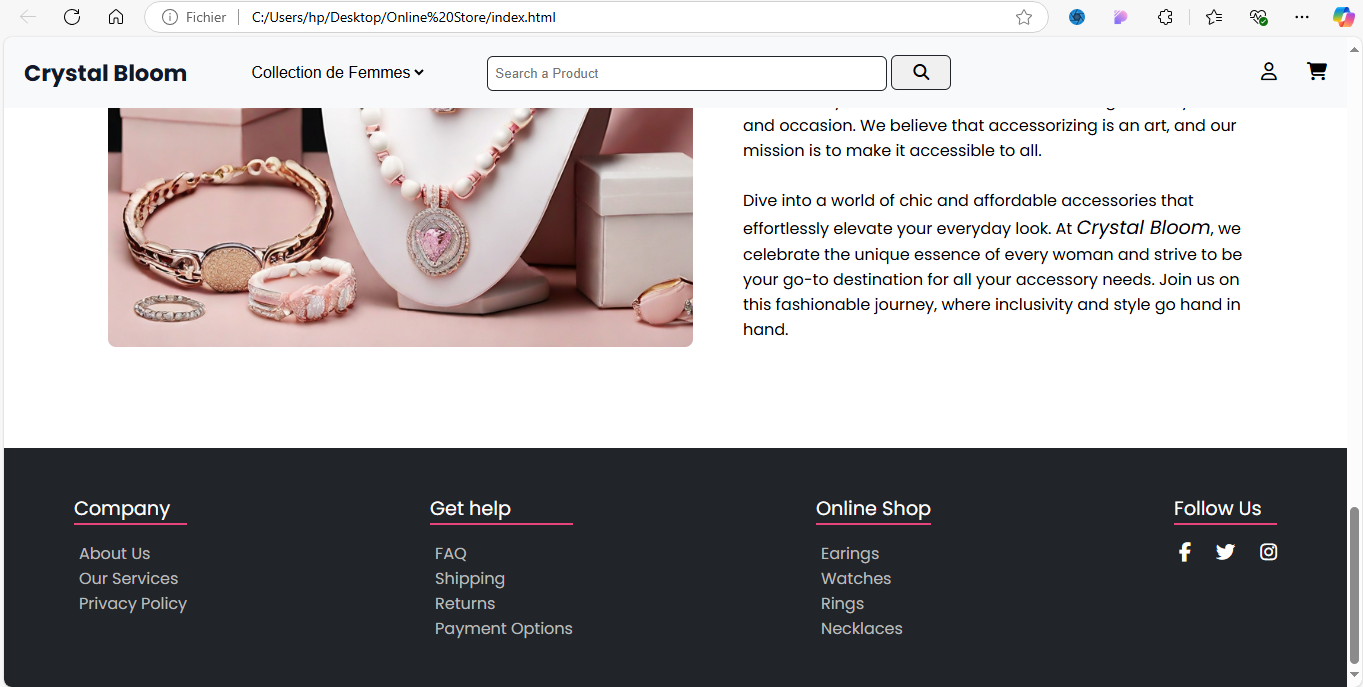 Fichier
C:/Users/hp/Desktop/Online%20Store/index.html
Crystal Bloom
Collection de Femmes
Search a Product
and occasion. We believe that accessorizing is an art, and our
mission is to make it accessible to all.
Dive into a world of chic and affordable accessories that
effortlessly elevate your everyday look. At Crystal Bloom, we
celebrate the unique essence of every woman and strive to be
your go-to destination for all your accessory needs. Join us on
this fashionable journey, where inclusivity and style go hand in
hand.
Company
About Us
Our Services
Privacy Policy
Get help
FAQ
Shipping
Returns
Payment Options
Online Shop
Earings
Watches
Rings
Necklaces
Follow Us